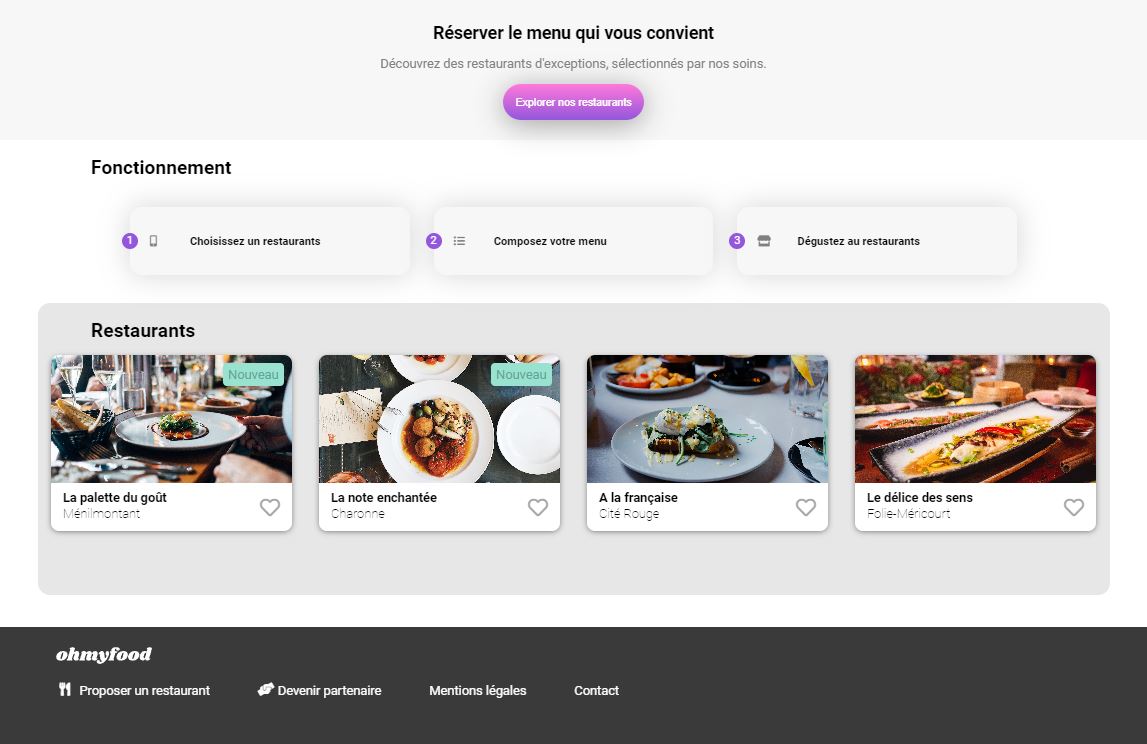 Réserver le menu qui vous convient
Découvrez des restaurants d'exceptions, sélectionnés par nos soins.
Explorer nos restaurants
Fonctionnement
1 Choisissez un restaurants
2 Composez votre menu
3 Dégustez au restaurants
Restaurants
Nouveau
Nouveau
La palette du goût
Ménilmontant
La note enchantée
Charonne
A la française
Cité Rouge
Le délice des sens
Folie-Méricourt
ohmyfood
Proposer un restaurant
Devenir partenaire
Mentions légales
Contact